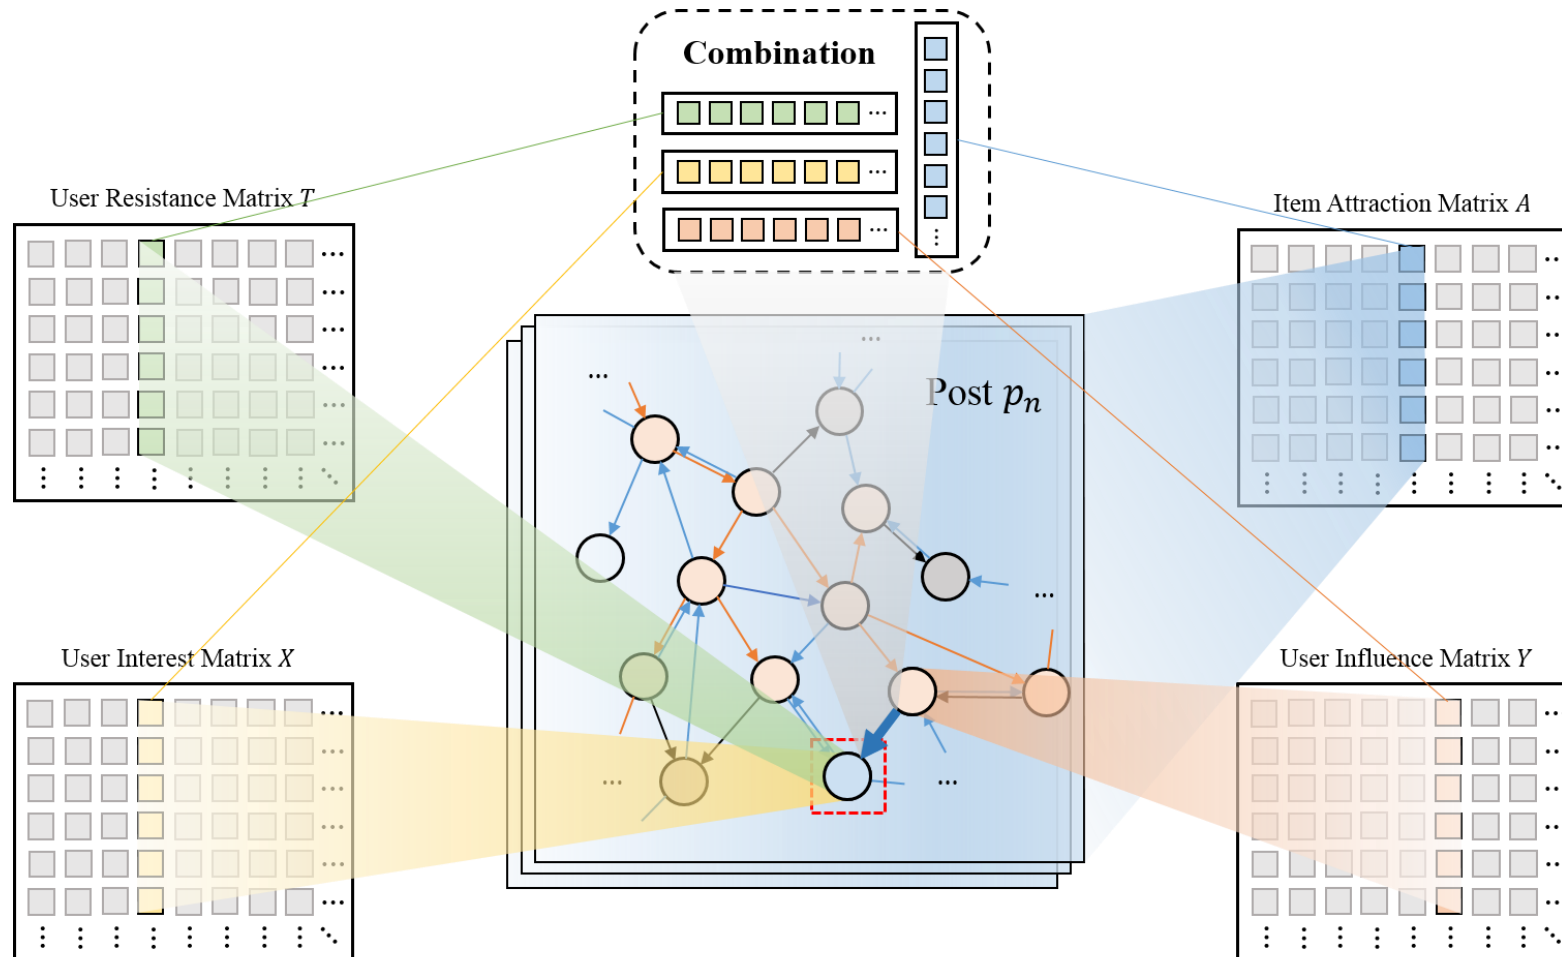 Combination
User Resistance Matrix T
Item Attraction Matrix A
Post pₙ
User Interest Matrix X
User Influence Matrix Y